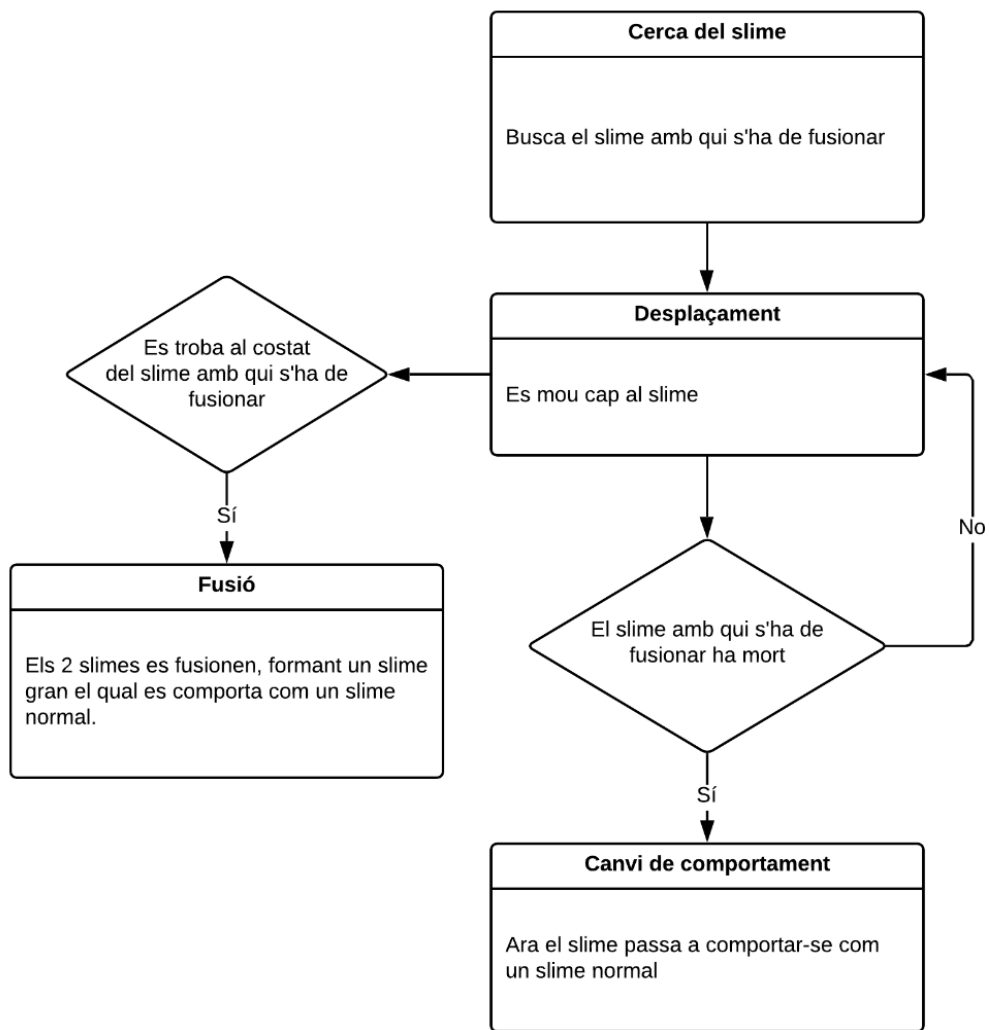 Cerca del slime
Busca el slime amb qui s'ha de fusionar
Desplaçament
Es mou cap al slime
Es troba al costat
del slime amb qui s'ha de
fusionar
Sí
Fusió
Els 2 slimes es fusionen, formant un slime
gran el qual es comporta com un slime
normal.
No
El slime amb qui s'ha de
fusionar ha mort
Sí
Canvi de comportament
Ara el slime passa a comportar-se com
un slime normal